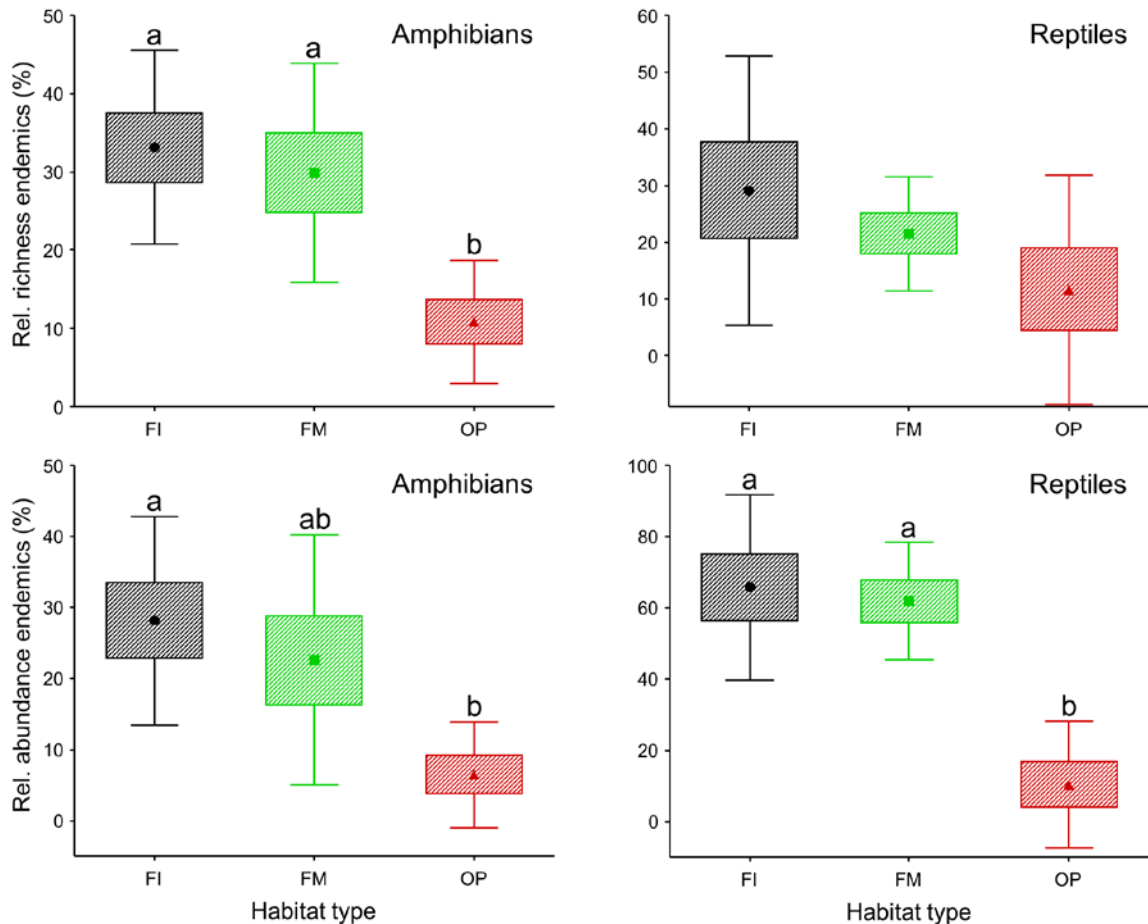 Amphibians
Rel. richness endemics (%)
50
40
30
20
10
0
a
a
b
FI
FM
OP
Reptiles
60
50
40
30
20
10
0
FI
FM
OP
Amphibians
Rel. abundance endemics (%)
50
40
30
20
10
0
a
ab
b
FI
FM
OP
Habitat type
Reptiles
100
80
60
40
20
0
a
a
b
FI
FM
OP
Habitat type